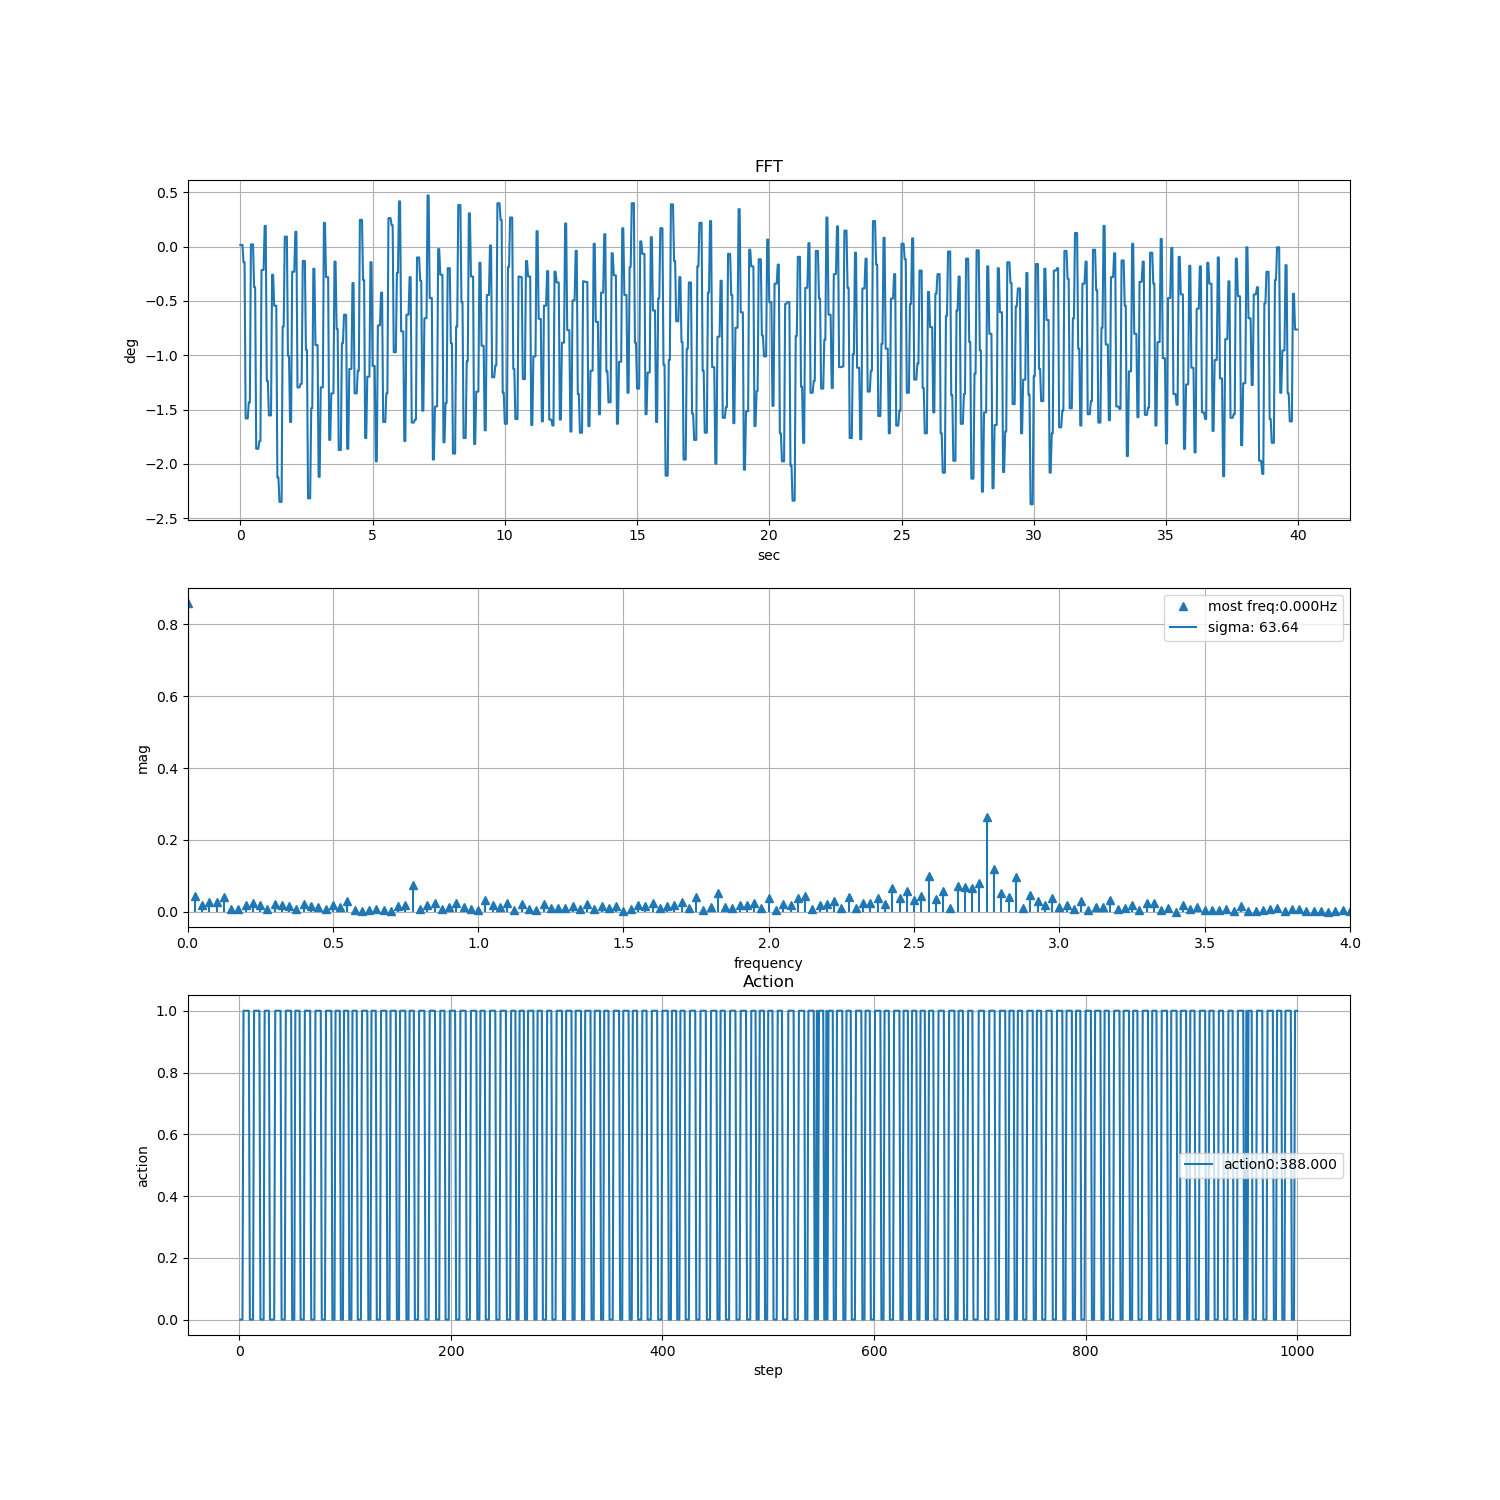 FFT
0.5
0.0
−0.5
−1.0
−1.5
−2.0
−2.5
deg
0 5 10 15 20 25 30 35 40
sec
0.8
0.6
0.4
0.2
0.0
mag
most freq:0.000Hz
sigma: 63.64
0.0 0.5 1.0 1.5 2.0 2.5 3.0 3.5 4.0
frequency
Action
1.0
0.8
0.6
0.4
0.2
0.0
action
action0:388.000
0 200 400 600 800 1000
step